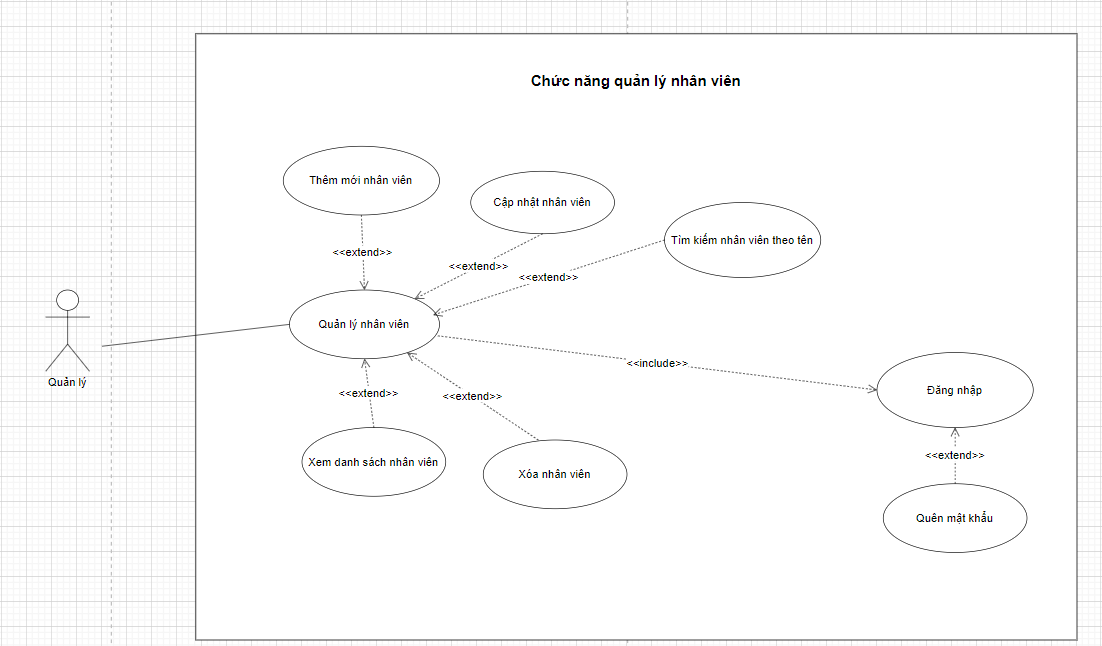 Chức năng quản lý nhân viên
Thêm mới nhân viên
Cập nhật nhân viên
Tìm kiếm nhân viên theo tên
<<extend>>
<<extend>>
<<extend>>
Quản lý nhân viên
<<include>>
Quản lý
Đăng nhập
<<extend>>
<<extend>>
<<extend>>
Xem danh sách nhân viên
Xóa nhân viên
Quên mật khẩu